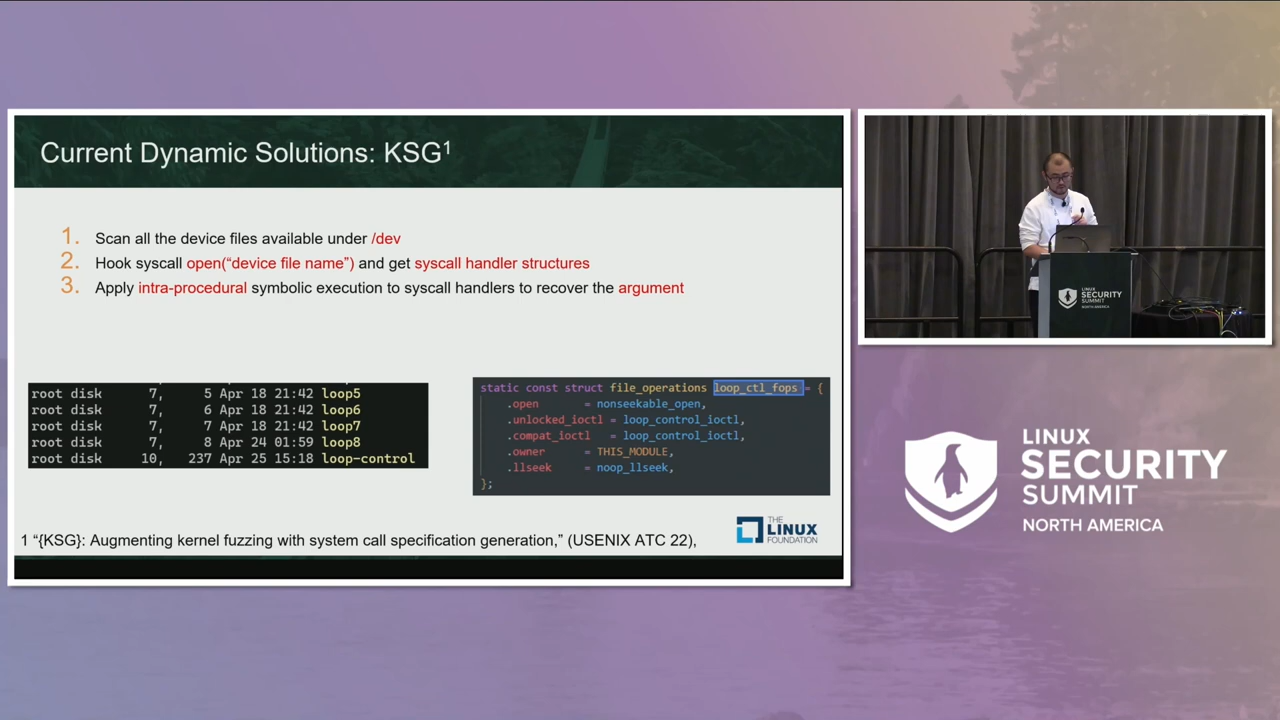 Current Dynamic Solutions: KSG¹
1. Scan all the device files available under /dev
2. Hook syscall open(“device file name”) and get syscall handler structures
3. Apply intra-procedural symbolic execution to syscall handlers to recover the argument
root disk 7, 5 Apr 18 21:42 loop5
root disk 7, 6 Apr 18 21:42 loop6
root disk 7, 7 Apr 18 21:42 loop7
root disk 7, 8 Apr 24 01:59 loop8
root disk 10, 237 Apr 25 15:18 loop-control
static const struct file_operations loop_ctl_fops = {
.open = nonseekable_open,
.unlocked_ioctl = loop_control_ioctl,
.compat_ioctl = loop_control_ioctl,
.owner = THIS_MODULE,
.llseek = noop_llseek,
};
1 “{KSG}: Augmenting kernel fuzzing with system call specification generation,” (USENIX ATC 22),
THE
LINUX
FOUNDATION
LINUX
SECURITY
SUMMIT
NORTH AMERICA
LINUX
SECURITY
SUMMIT
NORTH AMERICA